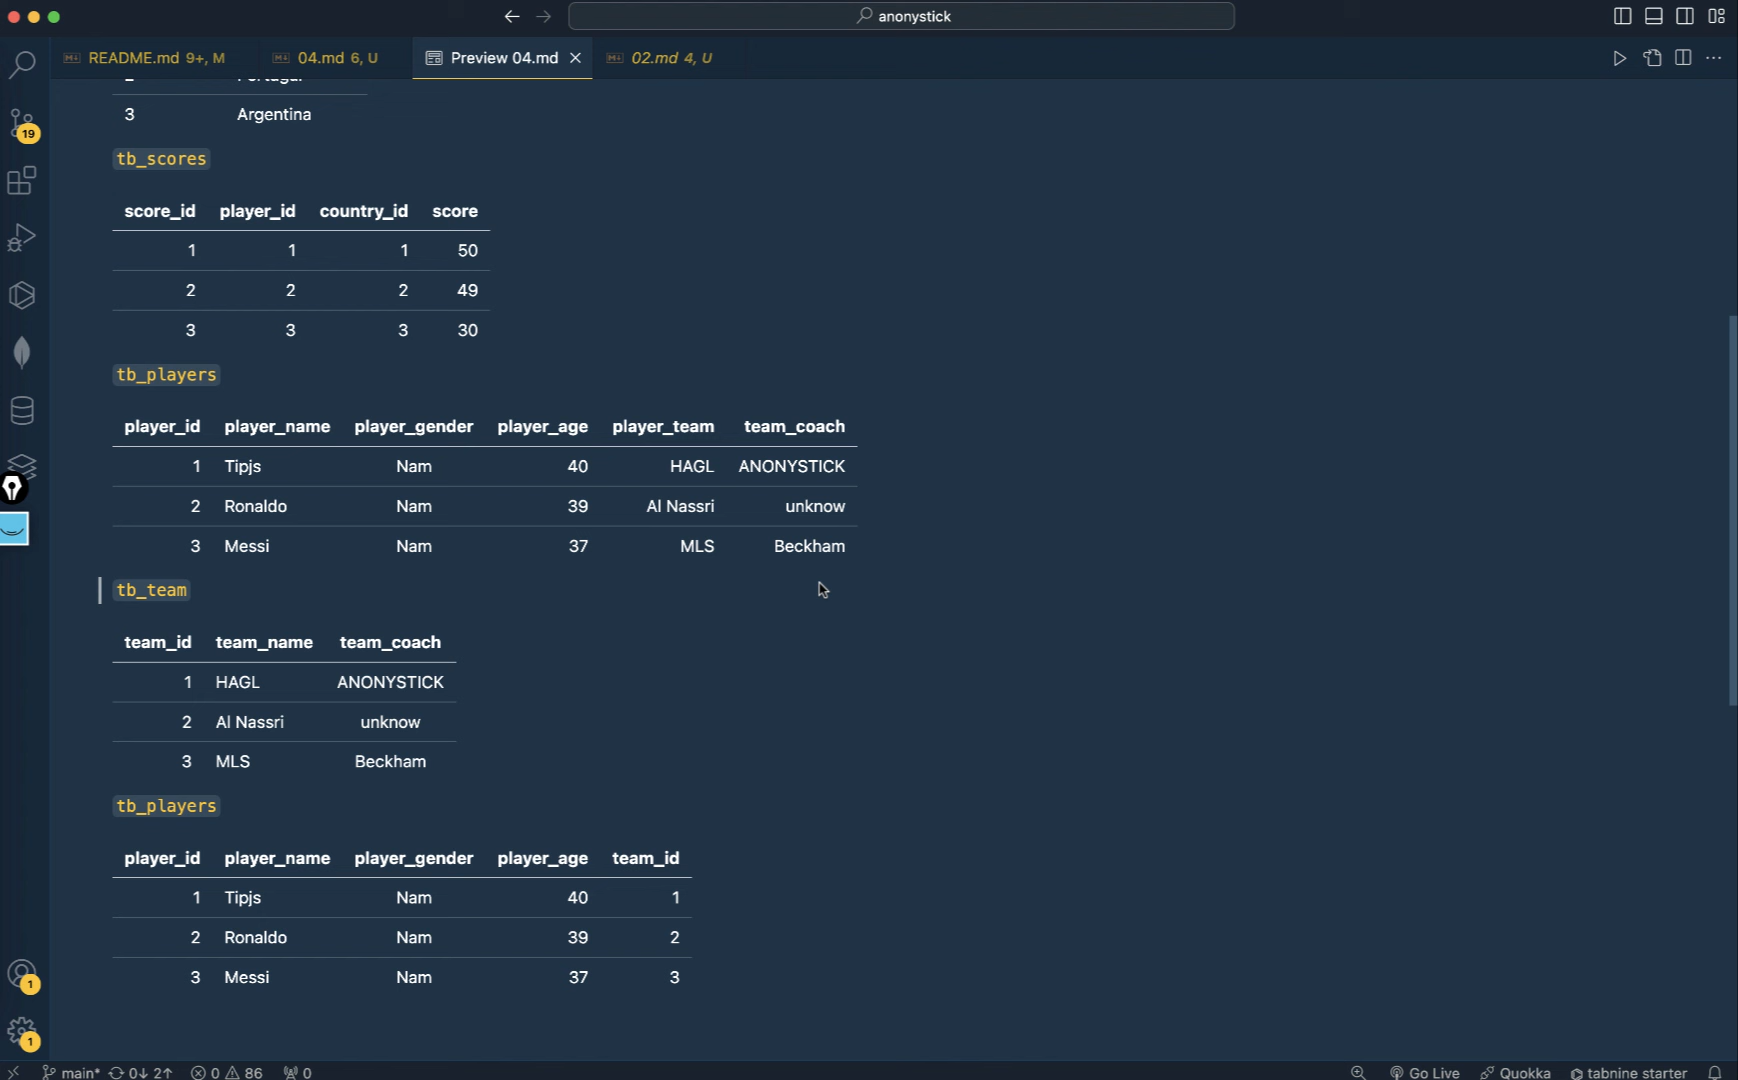 anonystick
README.md 9+, M
04.md 6, U
Preview 04.md
02.md 4, U
3 Argentina
tb_scores
score_id player_id country_id score
1 1 1 50
2 2 2 49
3 3 3 30
tb_players
player_id player_name player_gender player_age player_team team_coach
1 Tipjs Nam 40 HAGL ANONYSTICK
2 Ronaldo Nam 39 Al Nassri unknow
3 Messi Nam 37 MLS Beckham
tb_team
team_id team_name team_coach
1 HAGL ANONYSTICK
2 Al Nassri unknow
3 MLS Beckham
tb_players
player_id player_name player_gender player_age team_id
1 Tipjs Nam 40 1
2 Ronaldo Nam 39 2
3 Messi Nam 37 3
19
1
1
main* 0↓ 2↑ 0 86 0
Go Live Quokka tabnine starter